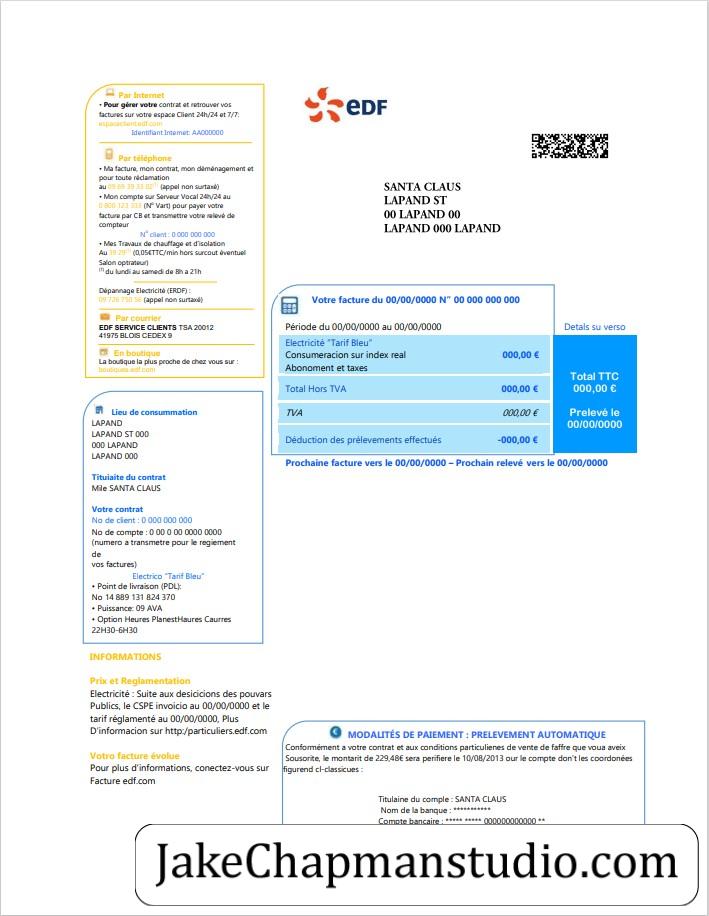 Par Internet
• Pour gérer votre contrat et retrouver vos
factures sur votre espace Client 24h/24 et 7/7:
espaceclient.edf.com
Identifiant Internet: AA000000
Par téléphone
• Ma facture, mon contrat, mon déménagement et
pour toute réclamation
au 09 69 39 33 02(1) (appel non surtaxé)
• Mon compte sur Serveur Vocal 24h/24 au
0 800 123 333 (N° Vart) pour payer votre
facture par CB et transmettre votre relevé de
compteur
N° client : 0 000 000 000
• Mes Travaux de chauffage et d'isolation
Au 39 29(1) (0,05€TTC/min hors surcout éventuel
Salon optrateur)
(1) du lundi au samedi de 8h a 21h
Dépannage Electricité (ERDF) :
09 726 750 56 (appel non surtaxé)
Par courrier
EDF SERVICE CLIENTS TSA 20012
41975 BLOIS CEDEX 9
En boutique
La boutique la plus proche de chez vous sur :
boutiques.edf.com
eDF
SANTA CLAUS
LAPAND ST
00 LAPAND 00
LAPAND 000 LAPAND
Votre facture du 00/00/0000 N" 00 000 000 000
Période du 00/00/0000 au 00/00/0000
Detals su verso
Electricité "Tarif Bleu"
Consumeracion sur index real 000,00 €
Abonoment et taxes
Total Hors TVA 000,00 €
TVA 000,00 €
Déduction des prélevements effectués -000,00 €
Total TTC
000,00 €
Prelevé le
00/00/0000
Prochaine facture vers le 00/00/0000 – Prochain relevé vers le 00/00/0000
Lieu de consummation
LAPAND
LAPAND ST 000
000 LAPAND
LAPAND 000
Tituiaite du contrat
Mile SANTA CLAUS
Votre contrat
No de client : 0 000 000 000
No de compte : 0 00 0 00 0000 0000
(numero a transmetre pour le regiement
de
vos factures)
Electrico "Tarif Bleu"
• Point de livraison (PDL):
No 14 889 131 824 370
• Puissance: 09 AVA
• Option Heures PlanestHaures Caurres
22H30-6H30
INFORMATIONS
Prix et Reglamentation
Electricité : Suite aux desicicions des pouvars
Publics, le CSPE invoicio au 00/00/0000 et le
tarif réglamenté au 00/00/0000, Plus
D'informacion sur http:/particuliers.edf.com
Votro facture évolue
Pour plus d'informations, conectez-vous sur
Facture edf.com
MODALITÉS DE PAIEMENT : PRELEVEMENT AUTOMATIQUE
Conformément a votre contrat et aux conditions particulienes de vente de faffre que voua aveix
Sousorite, le montarit de 229,48€ sera perifiere le 10/08/2013 our le compte don't les coordonées
figurend cl-classicues :
Titulaine du compte : SANTA CLAUS
Nom de la banque : ***********
Compte bancaire : ***** ***** 000000000000 **
JakeChapmanstudio.com